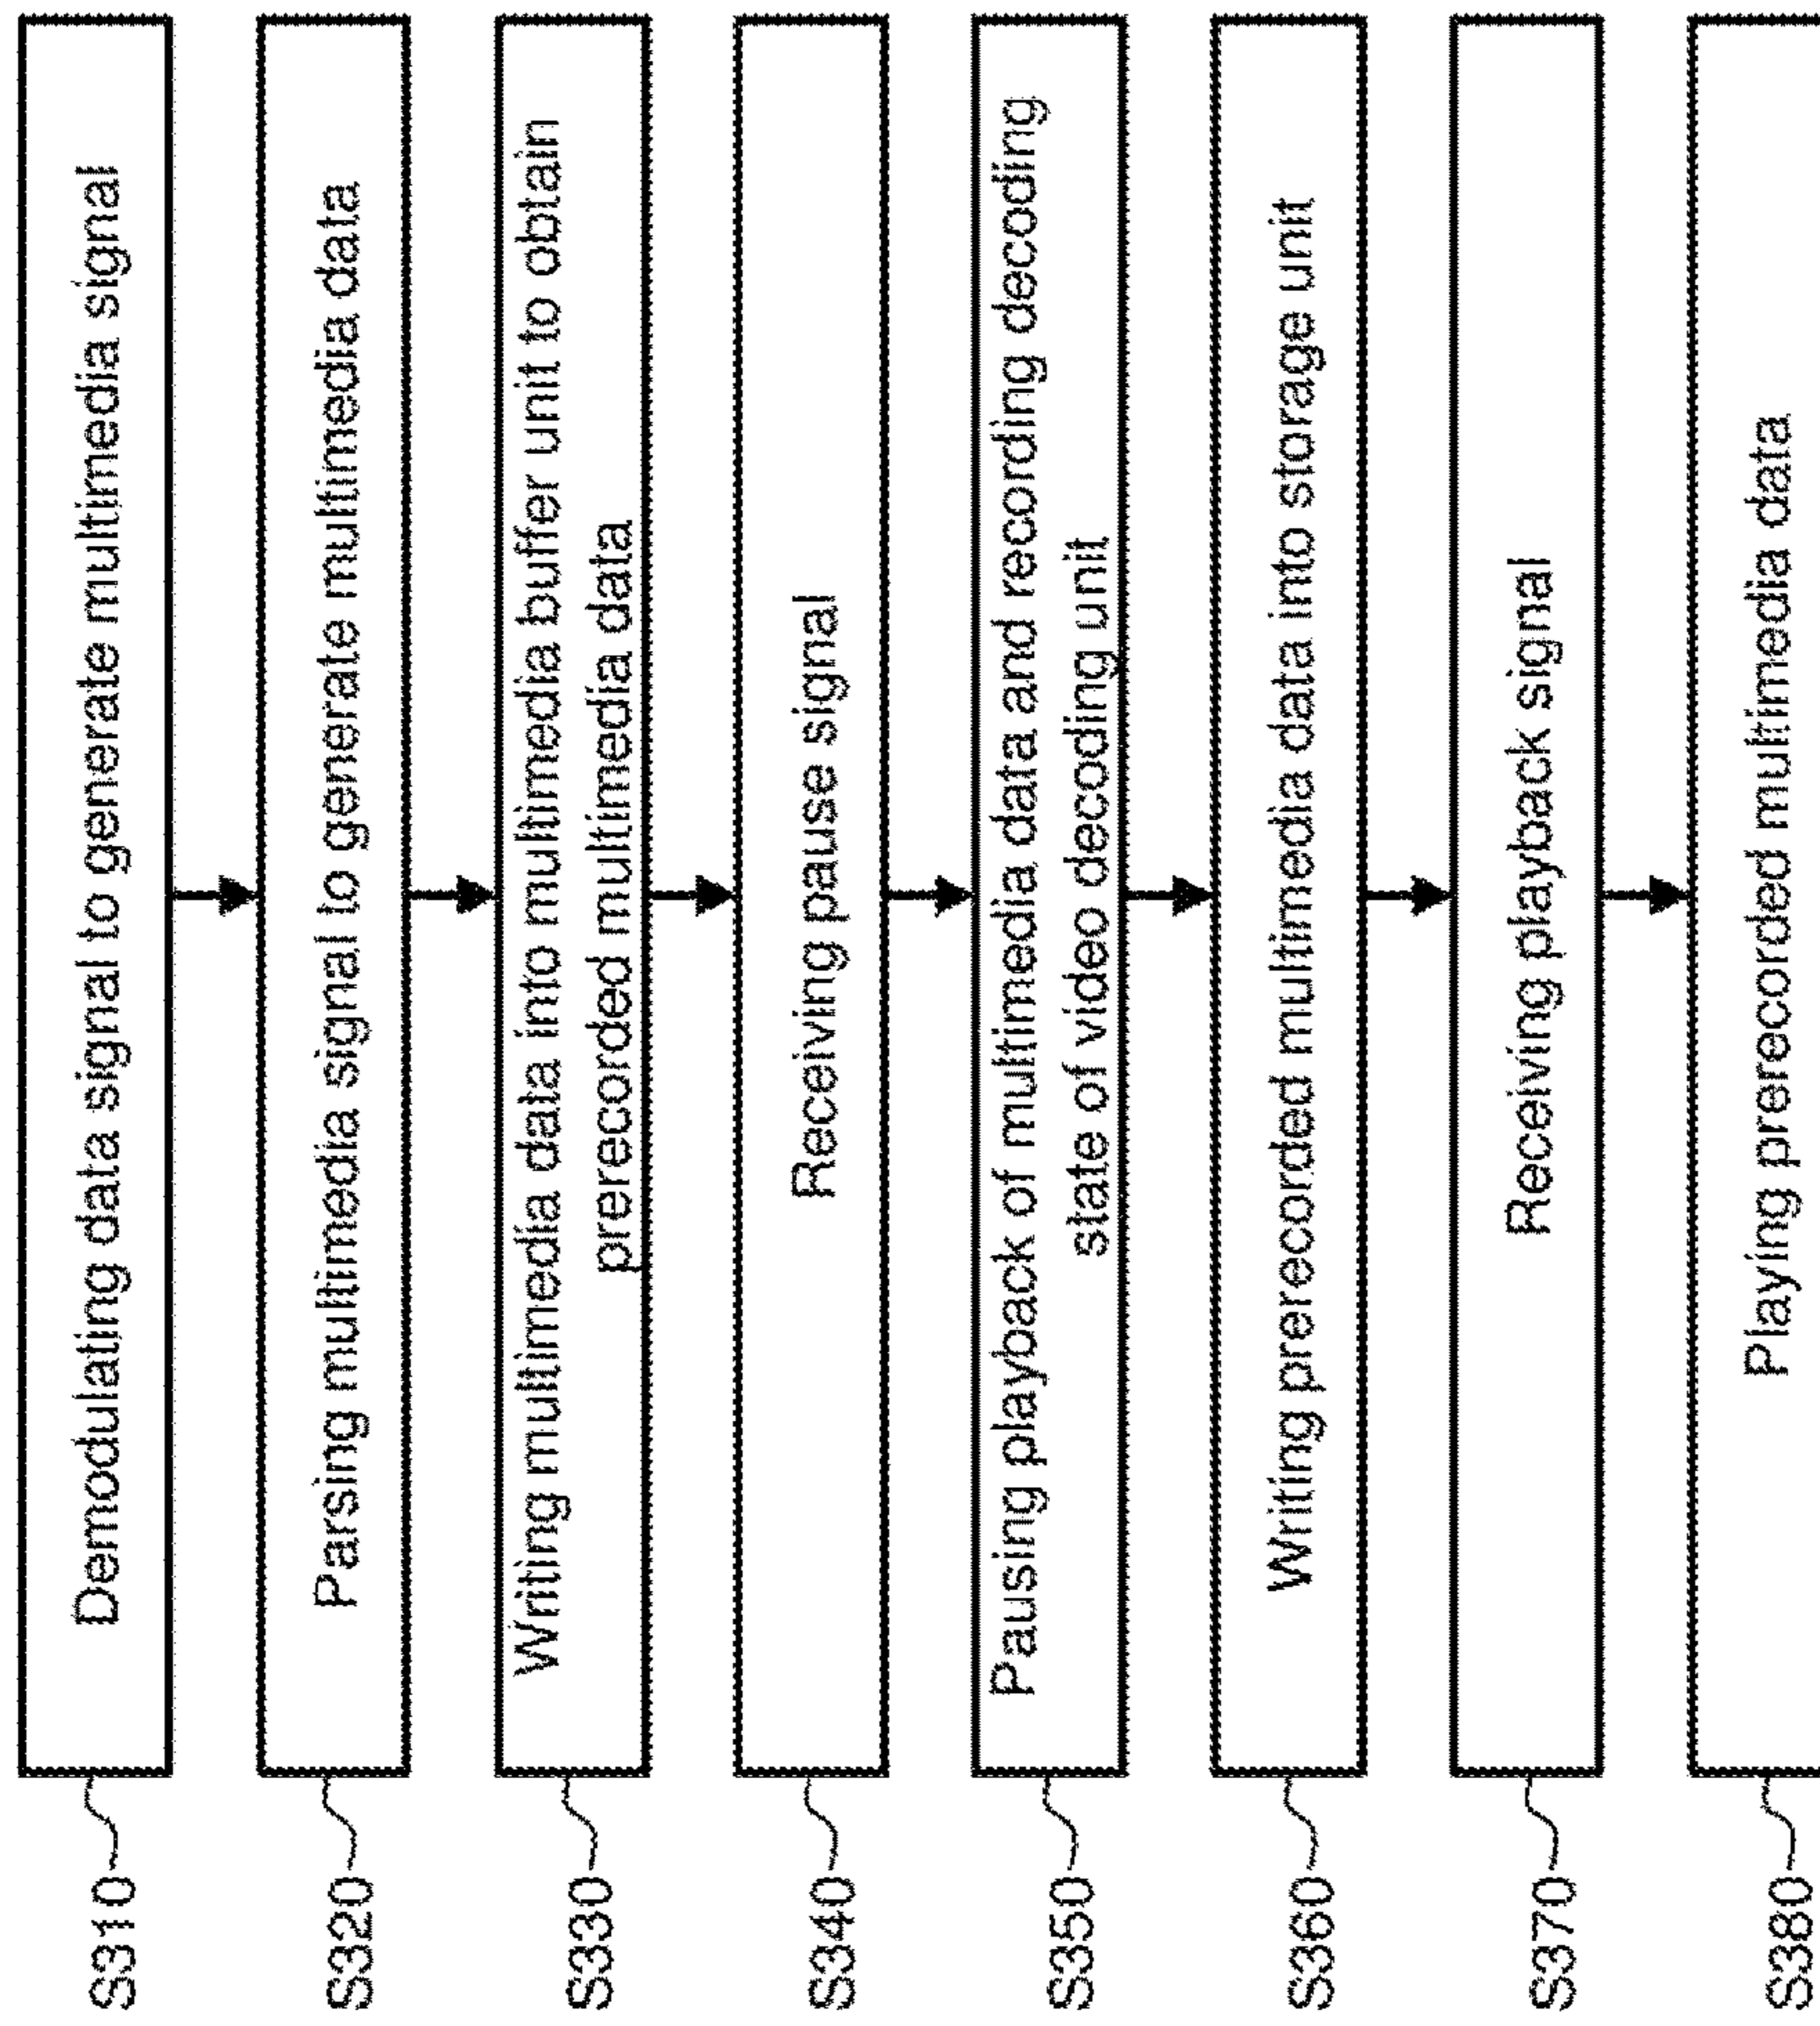 S310
Demodulating data signal to generate multimedia signal
S320
Parsing multimedia signal to generate multimedia data
S330
Writing multimedia data into multimedia buffer unit to obtain
prerecorded multimedia data
S340
Receiving pause signal
S350
Pausing playback of multimedia data and recording decoding
state of video decoding unit
S360
Writing prerecorded multimedia data into storage unit
S370
Receiving playback signal
S380
Playing prerecorded multimedia data